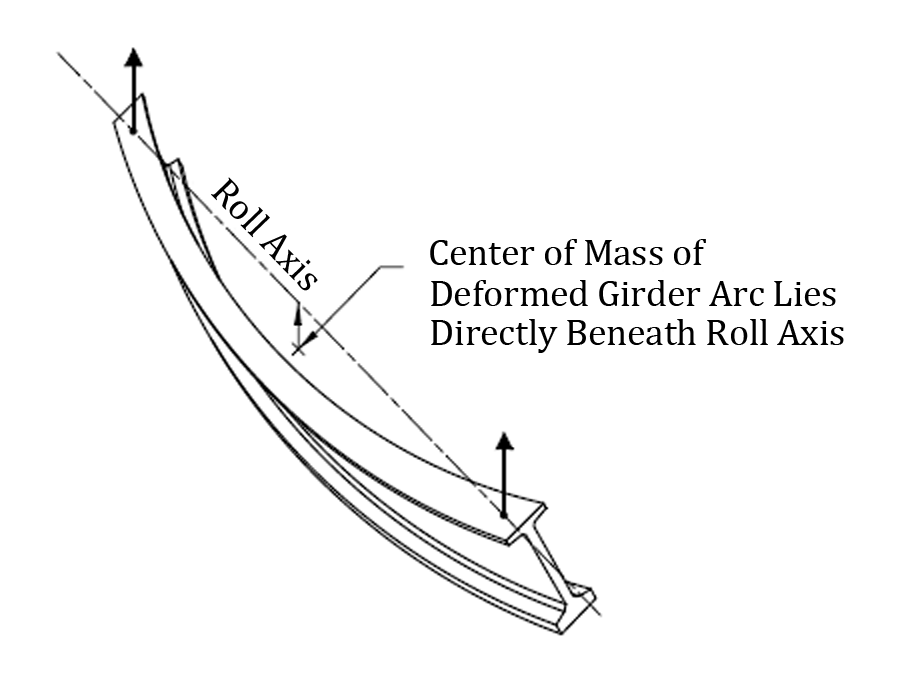 Roll Axis
Center of Mass of
Deformed Girder Arc Lies
Directly Beneath Roll Axis